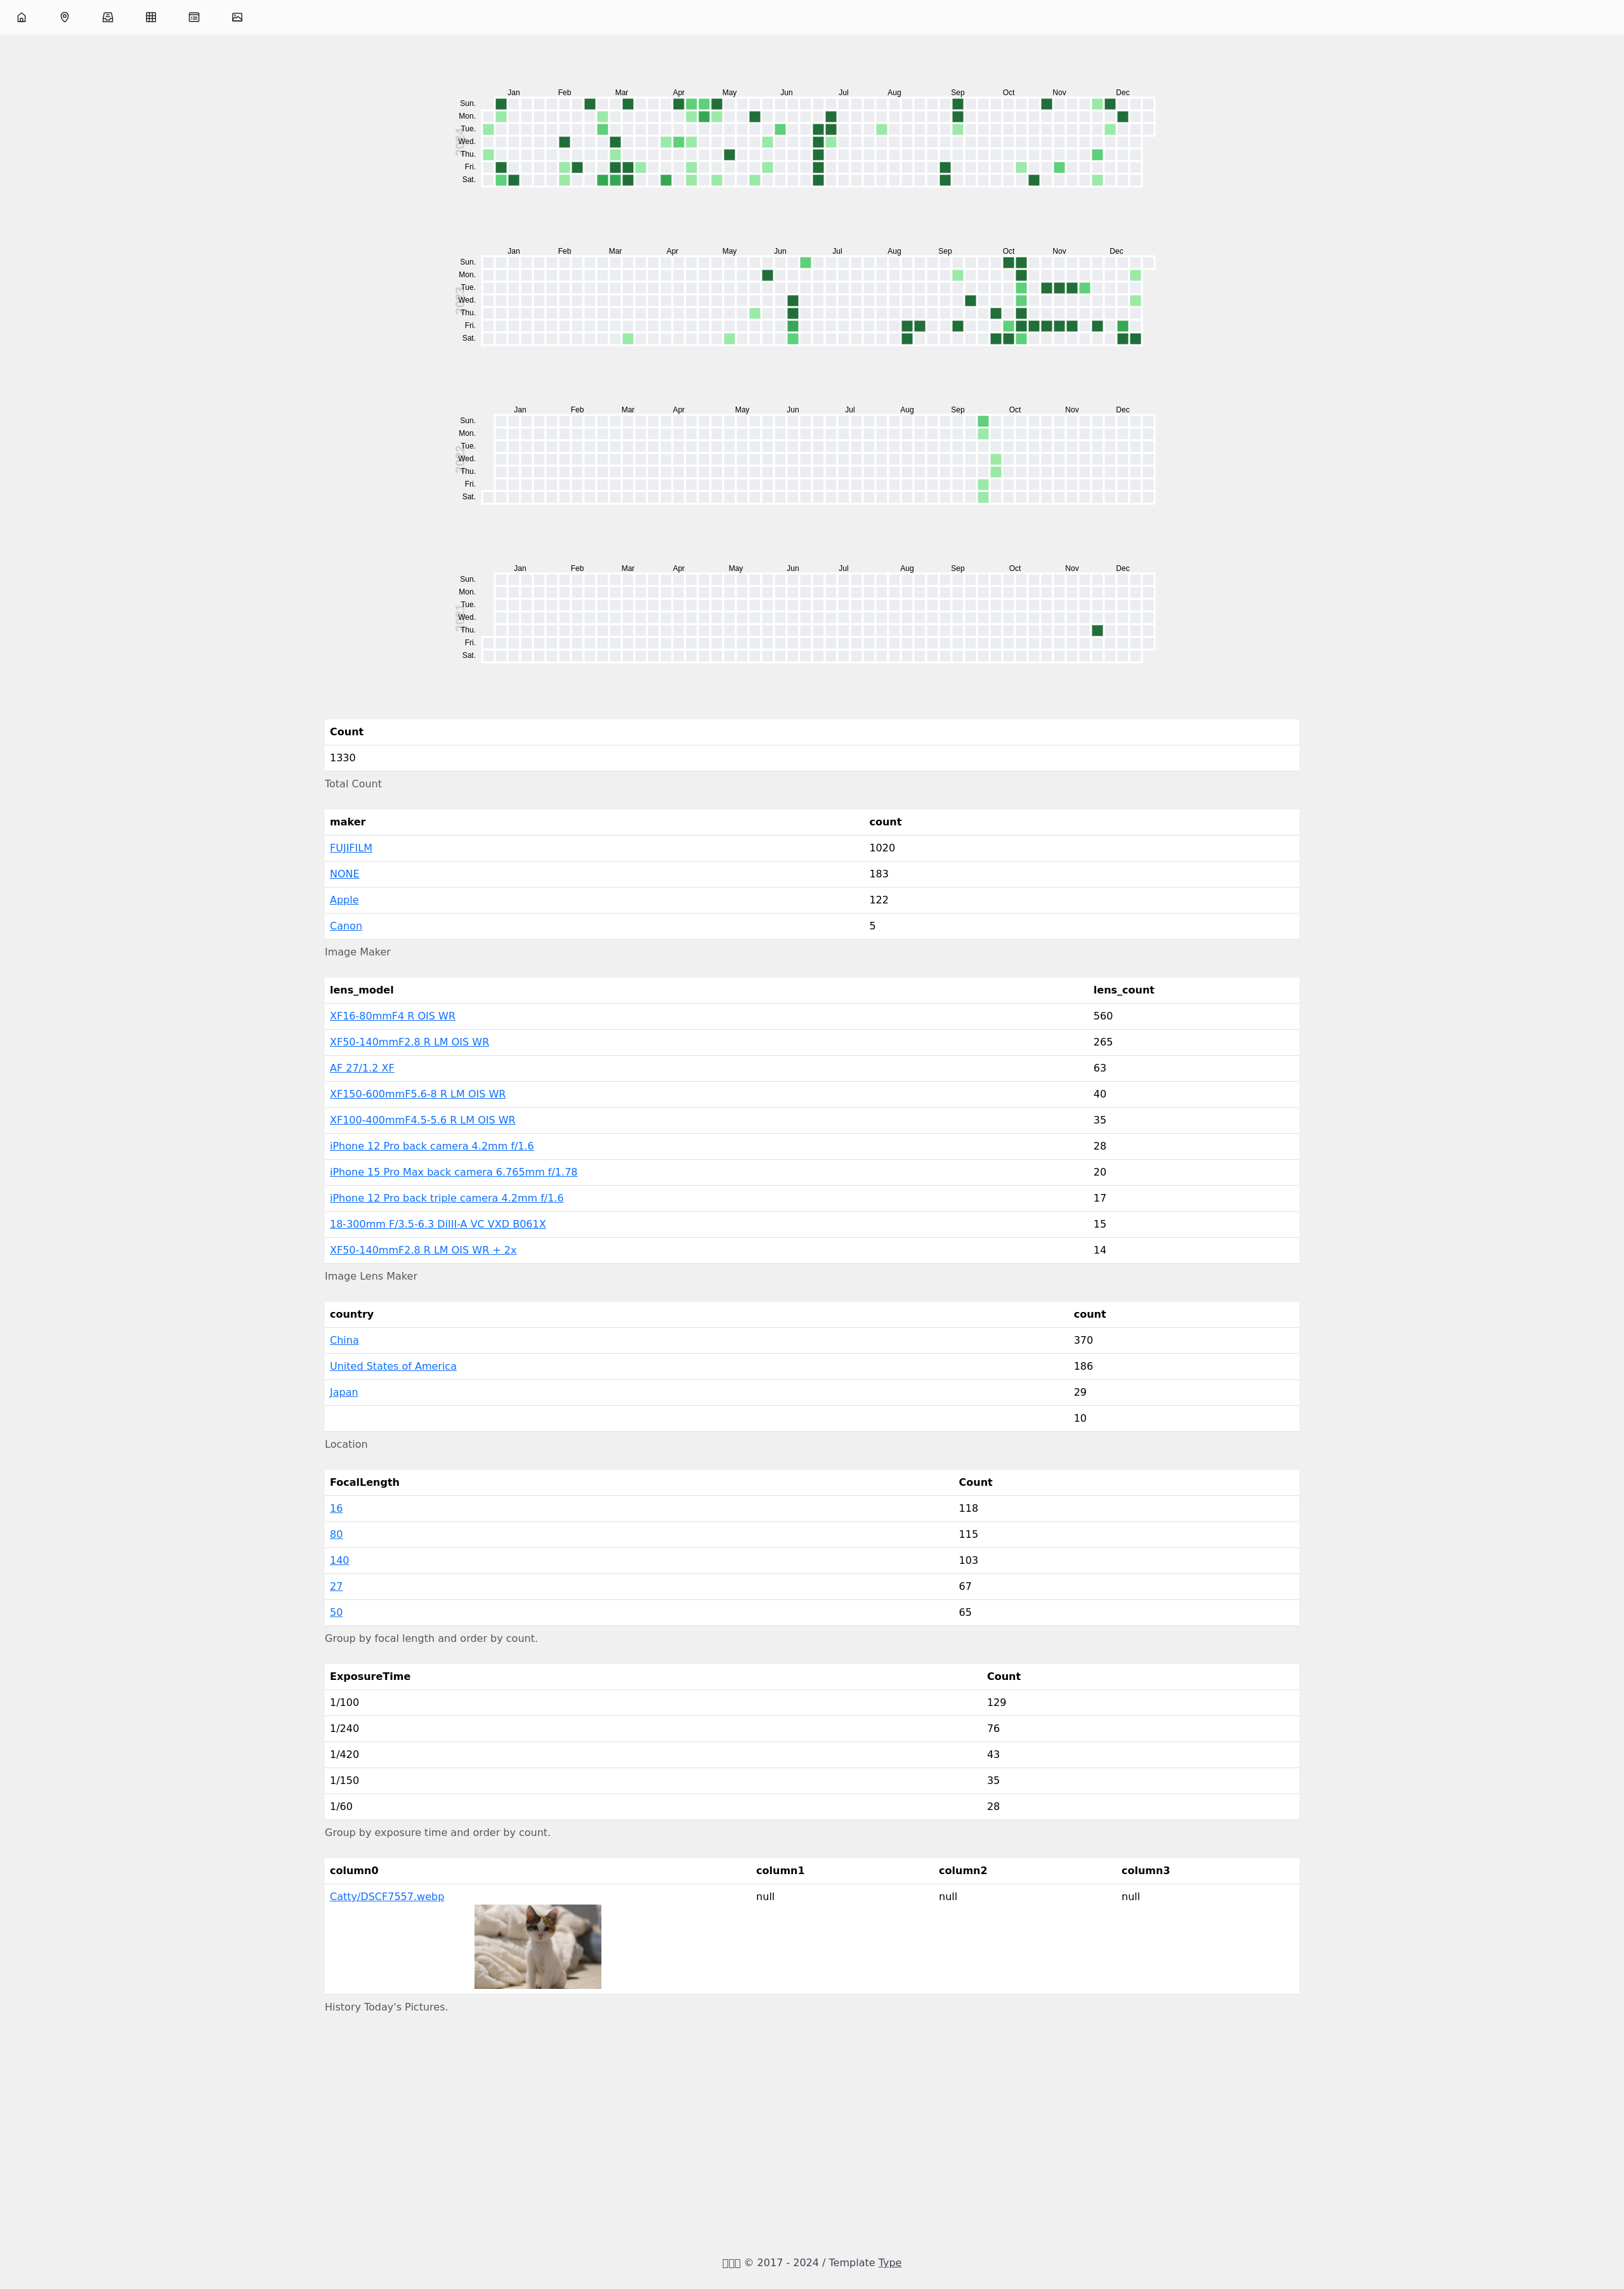 Jan Feb Mar Apr May Jun Jul Aug Sep Oct Nov Dec
Sun.
Mon.
Tue.
Wed.
Thu.
Fri.
Sat.
Jan Feb Mar Apr May Jun Jul Aug Sep Oct Nov Dec
Sun.
Mon.
Tue.
Wed.
Thu.
Fri.
Sat.
Jan Feb Mar Apr May Jun Jul Aug Sep Oct Nov Dec
Sun.
Mon.
Tue.
Wed.
Thu.
Fri.
Sat.
Jan Feb Mar Apr May Jun Jul Aug Sep Oct Nov Dec
Sun.
Mon.
Tue.
Wed.
Thu.
Fri.
Sat.
Count
1330
Total Count
maker count
FUJIFILM 1020
NONE 183
Apple 122
Canon 5
Image Maker
lens_model lens_count
XF16-80mmF4 R OIS WR 560
XF50-140mmF2.8 R LM OIS WR 265
AF 27/1.2 XF 63
XF150-600mmF5.6-8 R LM OIS WR 40
XF100-400mmF4.5-5.6 R LM OIS WR 35
iPhone 12 Pro back camera 4.2mm f/1.6 28
iPhone 15 Pro Max back camera 6.765mm f/1.78 20
iPhone 12 Pro back triple camera 4.2mm f/1.6 17
18-300mm F/3.5-6.3 DiIII-A VC VXD B061X 15
XF50-140mmF2.8 R LM OIS WR + 2x 14
Image Lens Maker
country count
China 370
United States of America 186
Japan 29
10
Location
FocalLength Count
16 118
80 115
140 103
27 67
50 65
Group by focal length and order by count.
ExposureTime Count
1/100 129
1/240 76
1/420 43
1/150 35
1/60 28
Group by exposure time and order by count.
column0 column1 column2 column3
Catty/DSCF7557.webp null null null
History Today's Pictures.
© 2017 - 2024 / Template Type